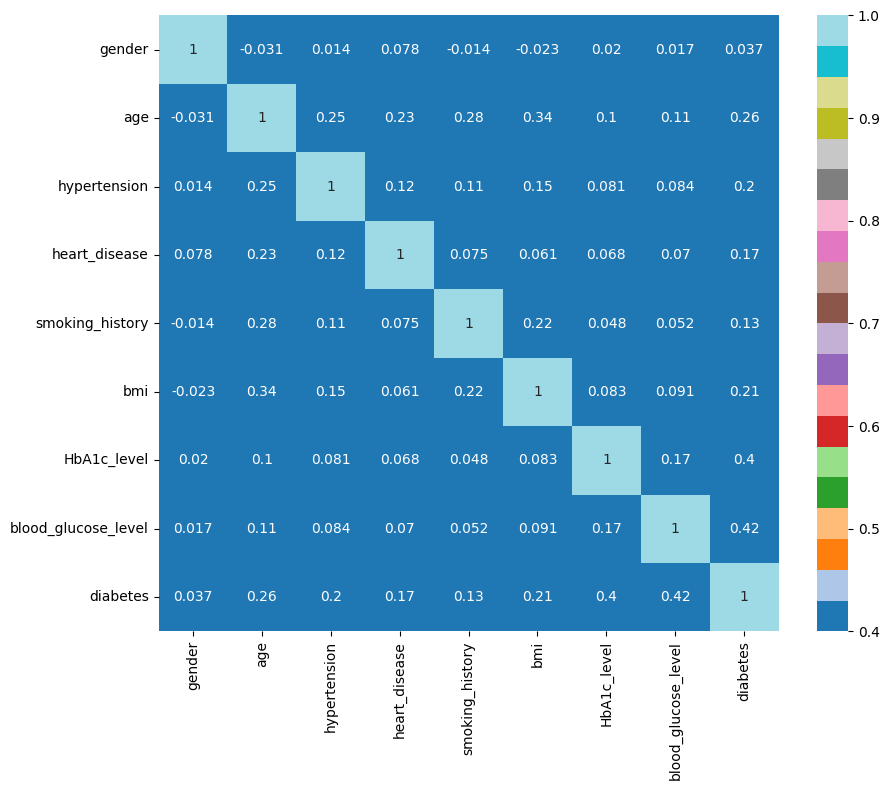 gender 1 -0.031 0.014 0.078 -0.014 -0.023 0.02 0.017 0.037
age -0.031 1 0.25 0.23 0.28 0.34 0.1 0.11 0.26
hypertension 0.014 0.25 1 0.12 0.11 0.15 0.081 0.084 0.2
heart_disease 0.078 0.23 0.12 1 0.075 0.061 0.068 0.07 0.17
smoking_history -0.014 0.28 0.11 0.075 1 0.22 0.048 0.052 0.13
bmi -0.023 0.34 0.15 0.061 0.22 1 0.083 0.091 0.21
HbA1c_level 0.02 0.1 0.081 0.068 0.048 0.083 1 0.17 0.4
blood_glucose_level 0.017 0.11 0.084 0.07 0.052 0.091 0.17 1 0.42
diabetes 0.037 0.26 0.2 0.17 0.13 0.21 0.4 0.42 1
gender
age
hypertension
heart_disease
smoking_history
bmi
HbA1c_level
blood_glucose_level
diabetes
1.0
0.9
0.8
0.7
0.6
0.5
0.4